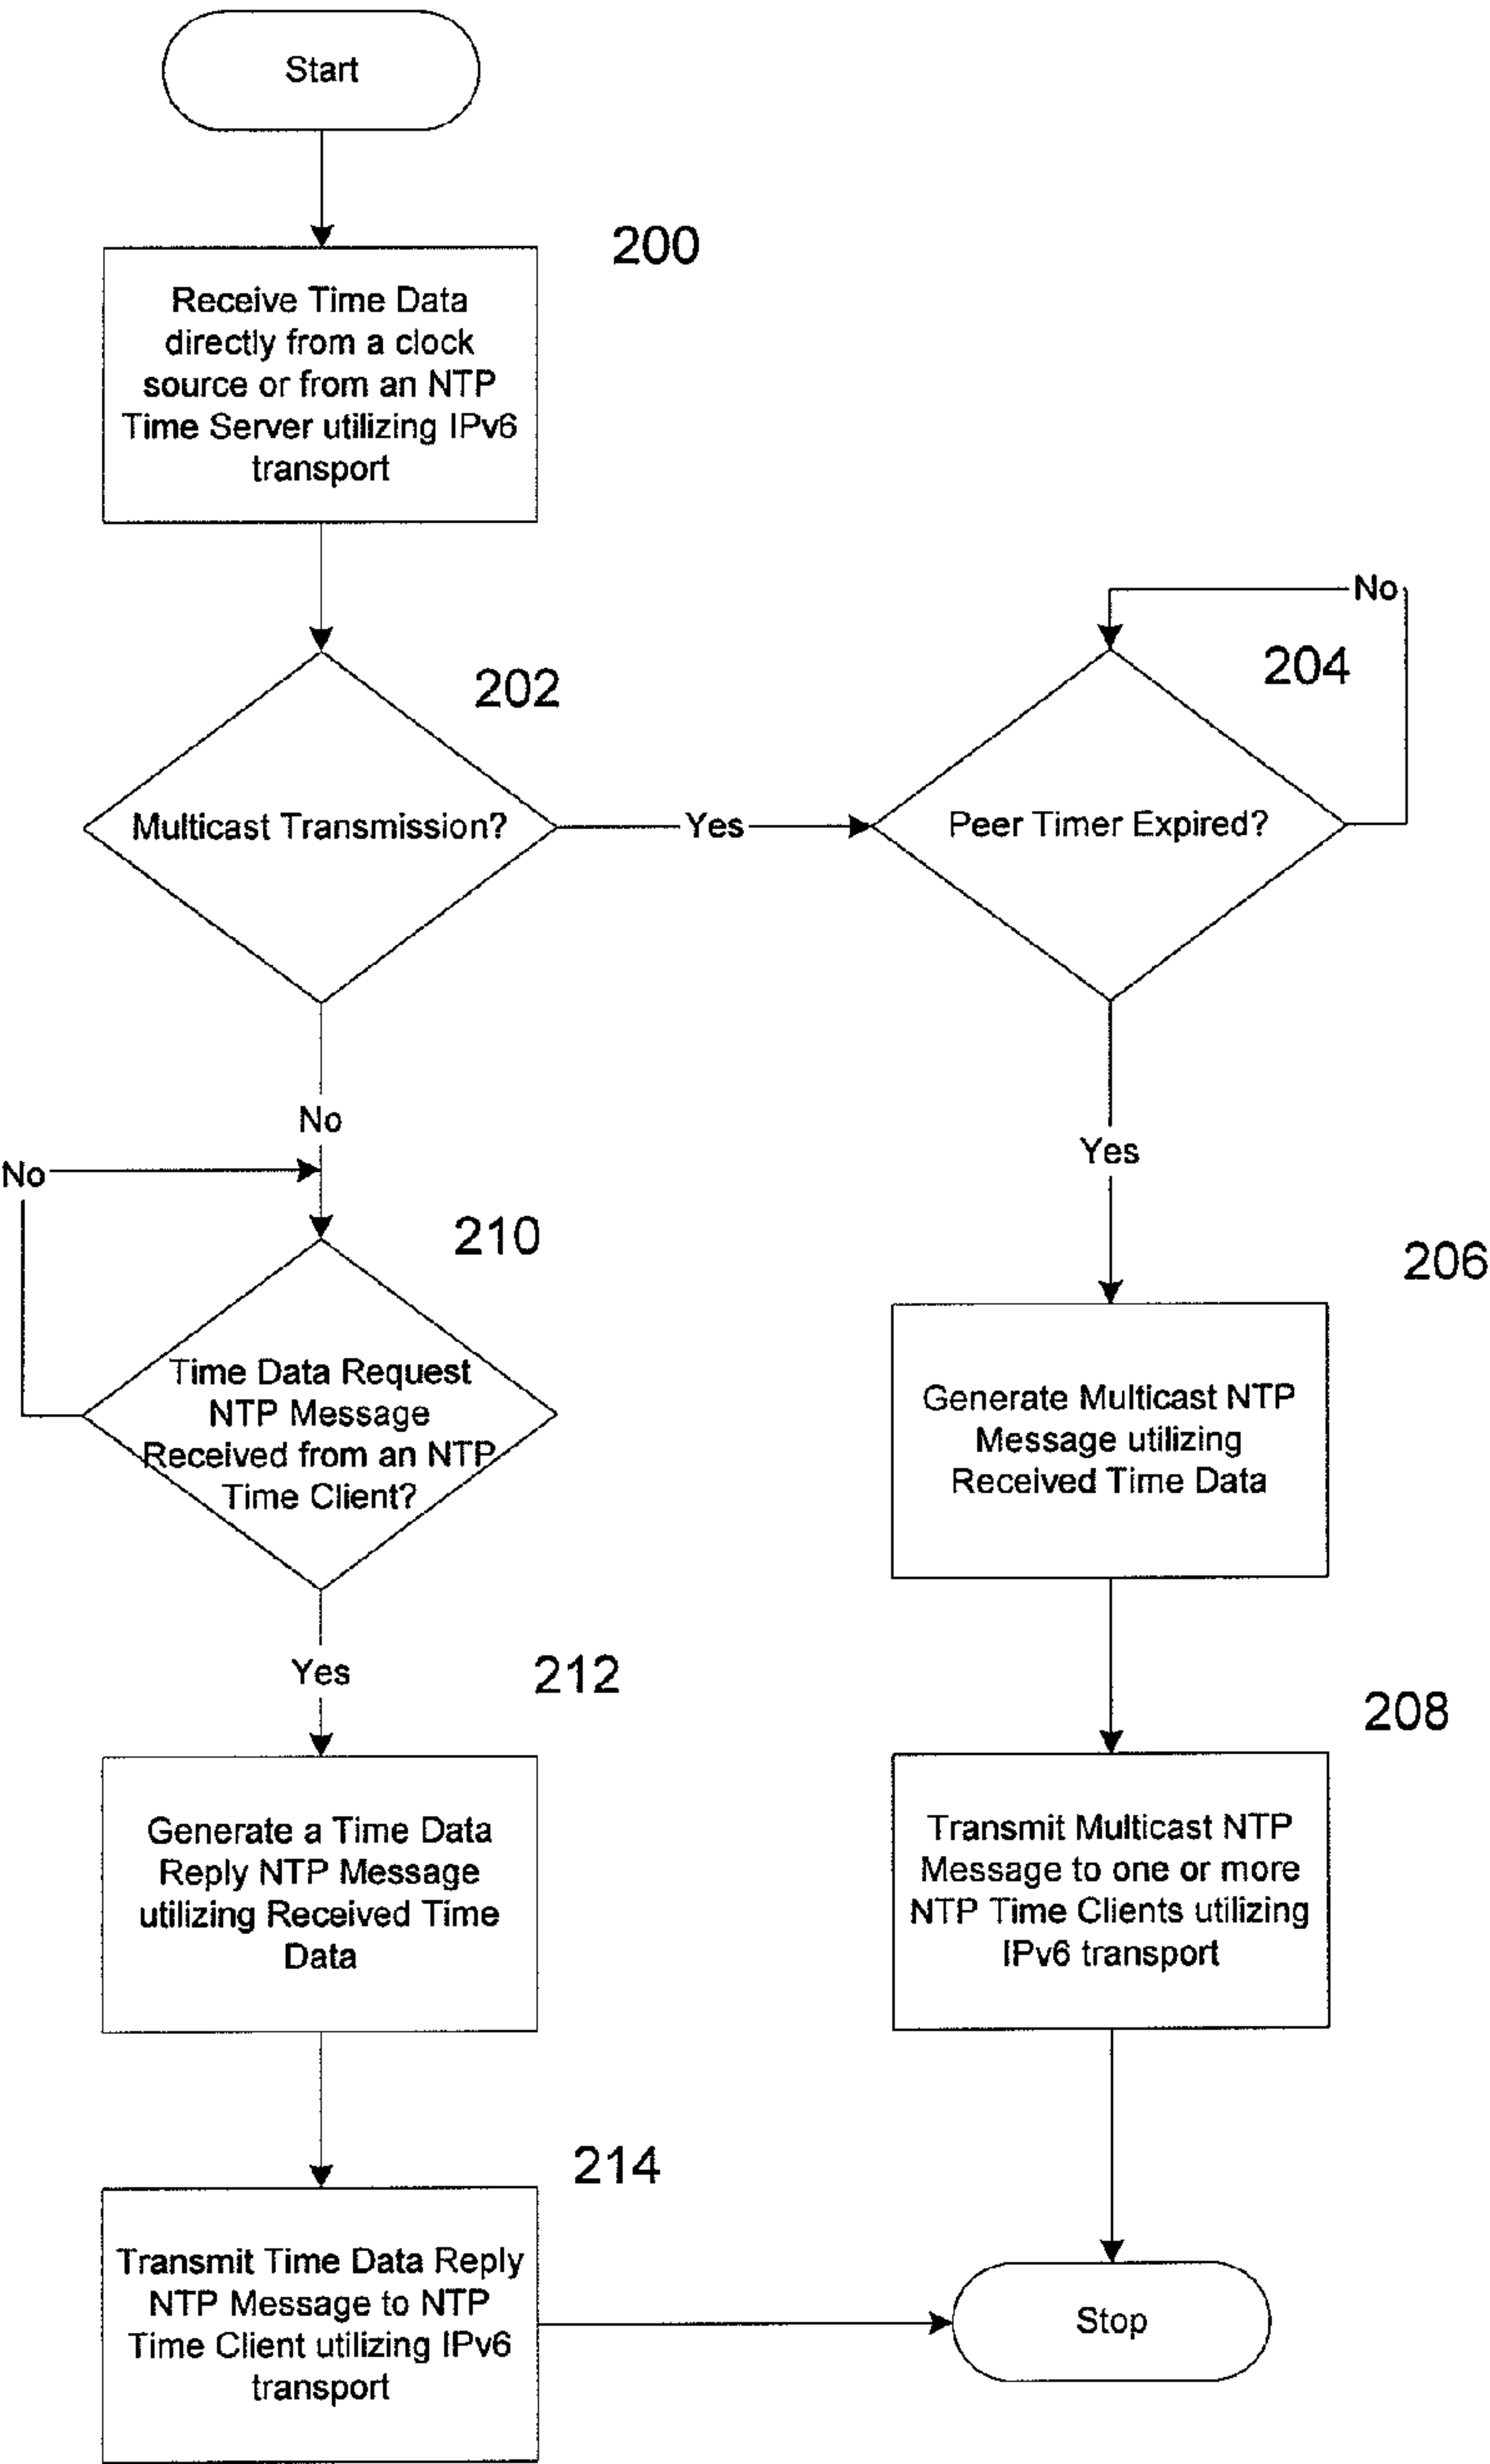 Start
200
Receive Time Data
directly from a clock
source or from an NTP
Time Server utilizing IPv6
transport
No
204
202
Multicast Transmission?
Yes
Peer Timer Expired?
No
Yes
No
210
206
Time Data Request
NTP Message
Received from an NTP
Time Client?
Generate Multicast NTP
Message utilizing
Received Time Data
Yes
212
208
Generate a Time Data
Reply NTP Message
utilizing Received Time
Data
Transmit Multicast NTP
Message to one or more
NTP Time Clients utilizing
IPv6 transport
214
Transmit Time Data Reply
NTP Message to NTP
Time Client utilizing IPv6
transport
Stop